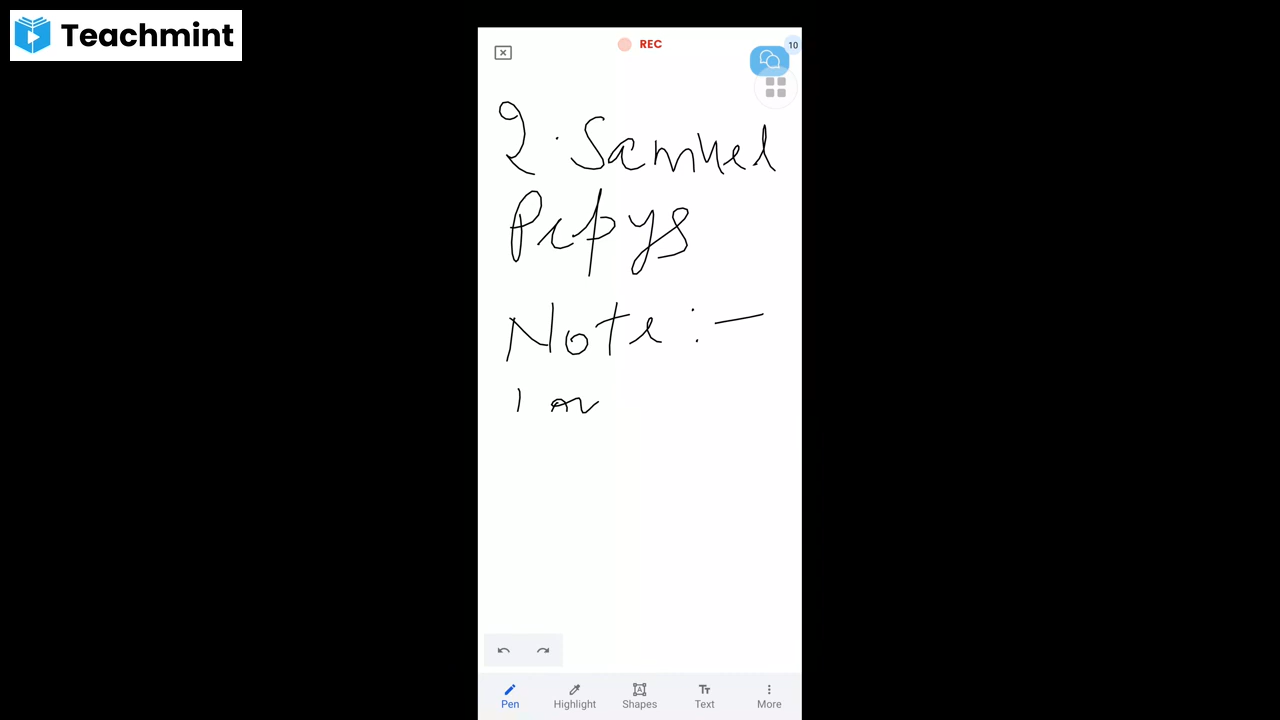 Teachmint
REC
10
2. Samuel
Pepys
Note :-
Pen
Highlight
Shapes
Text
More